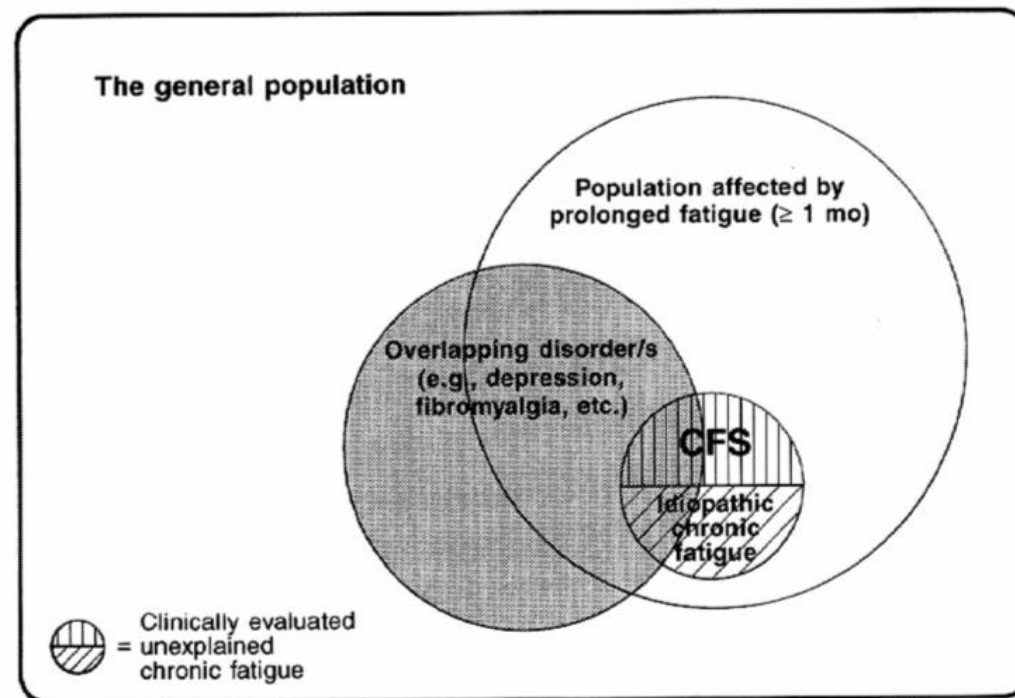 The general population
Population affected by
prolonged fatigue (≥ 1 mo)
Overlapping disorder/s
(e.g., depression,
fibromyalgia, etc.)
CFS
Idiopathic
chronic
fatigue
Clinically evaluated
= unexplained
chronic fatigue